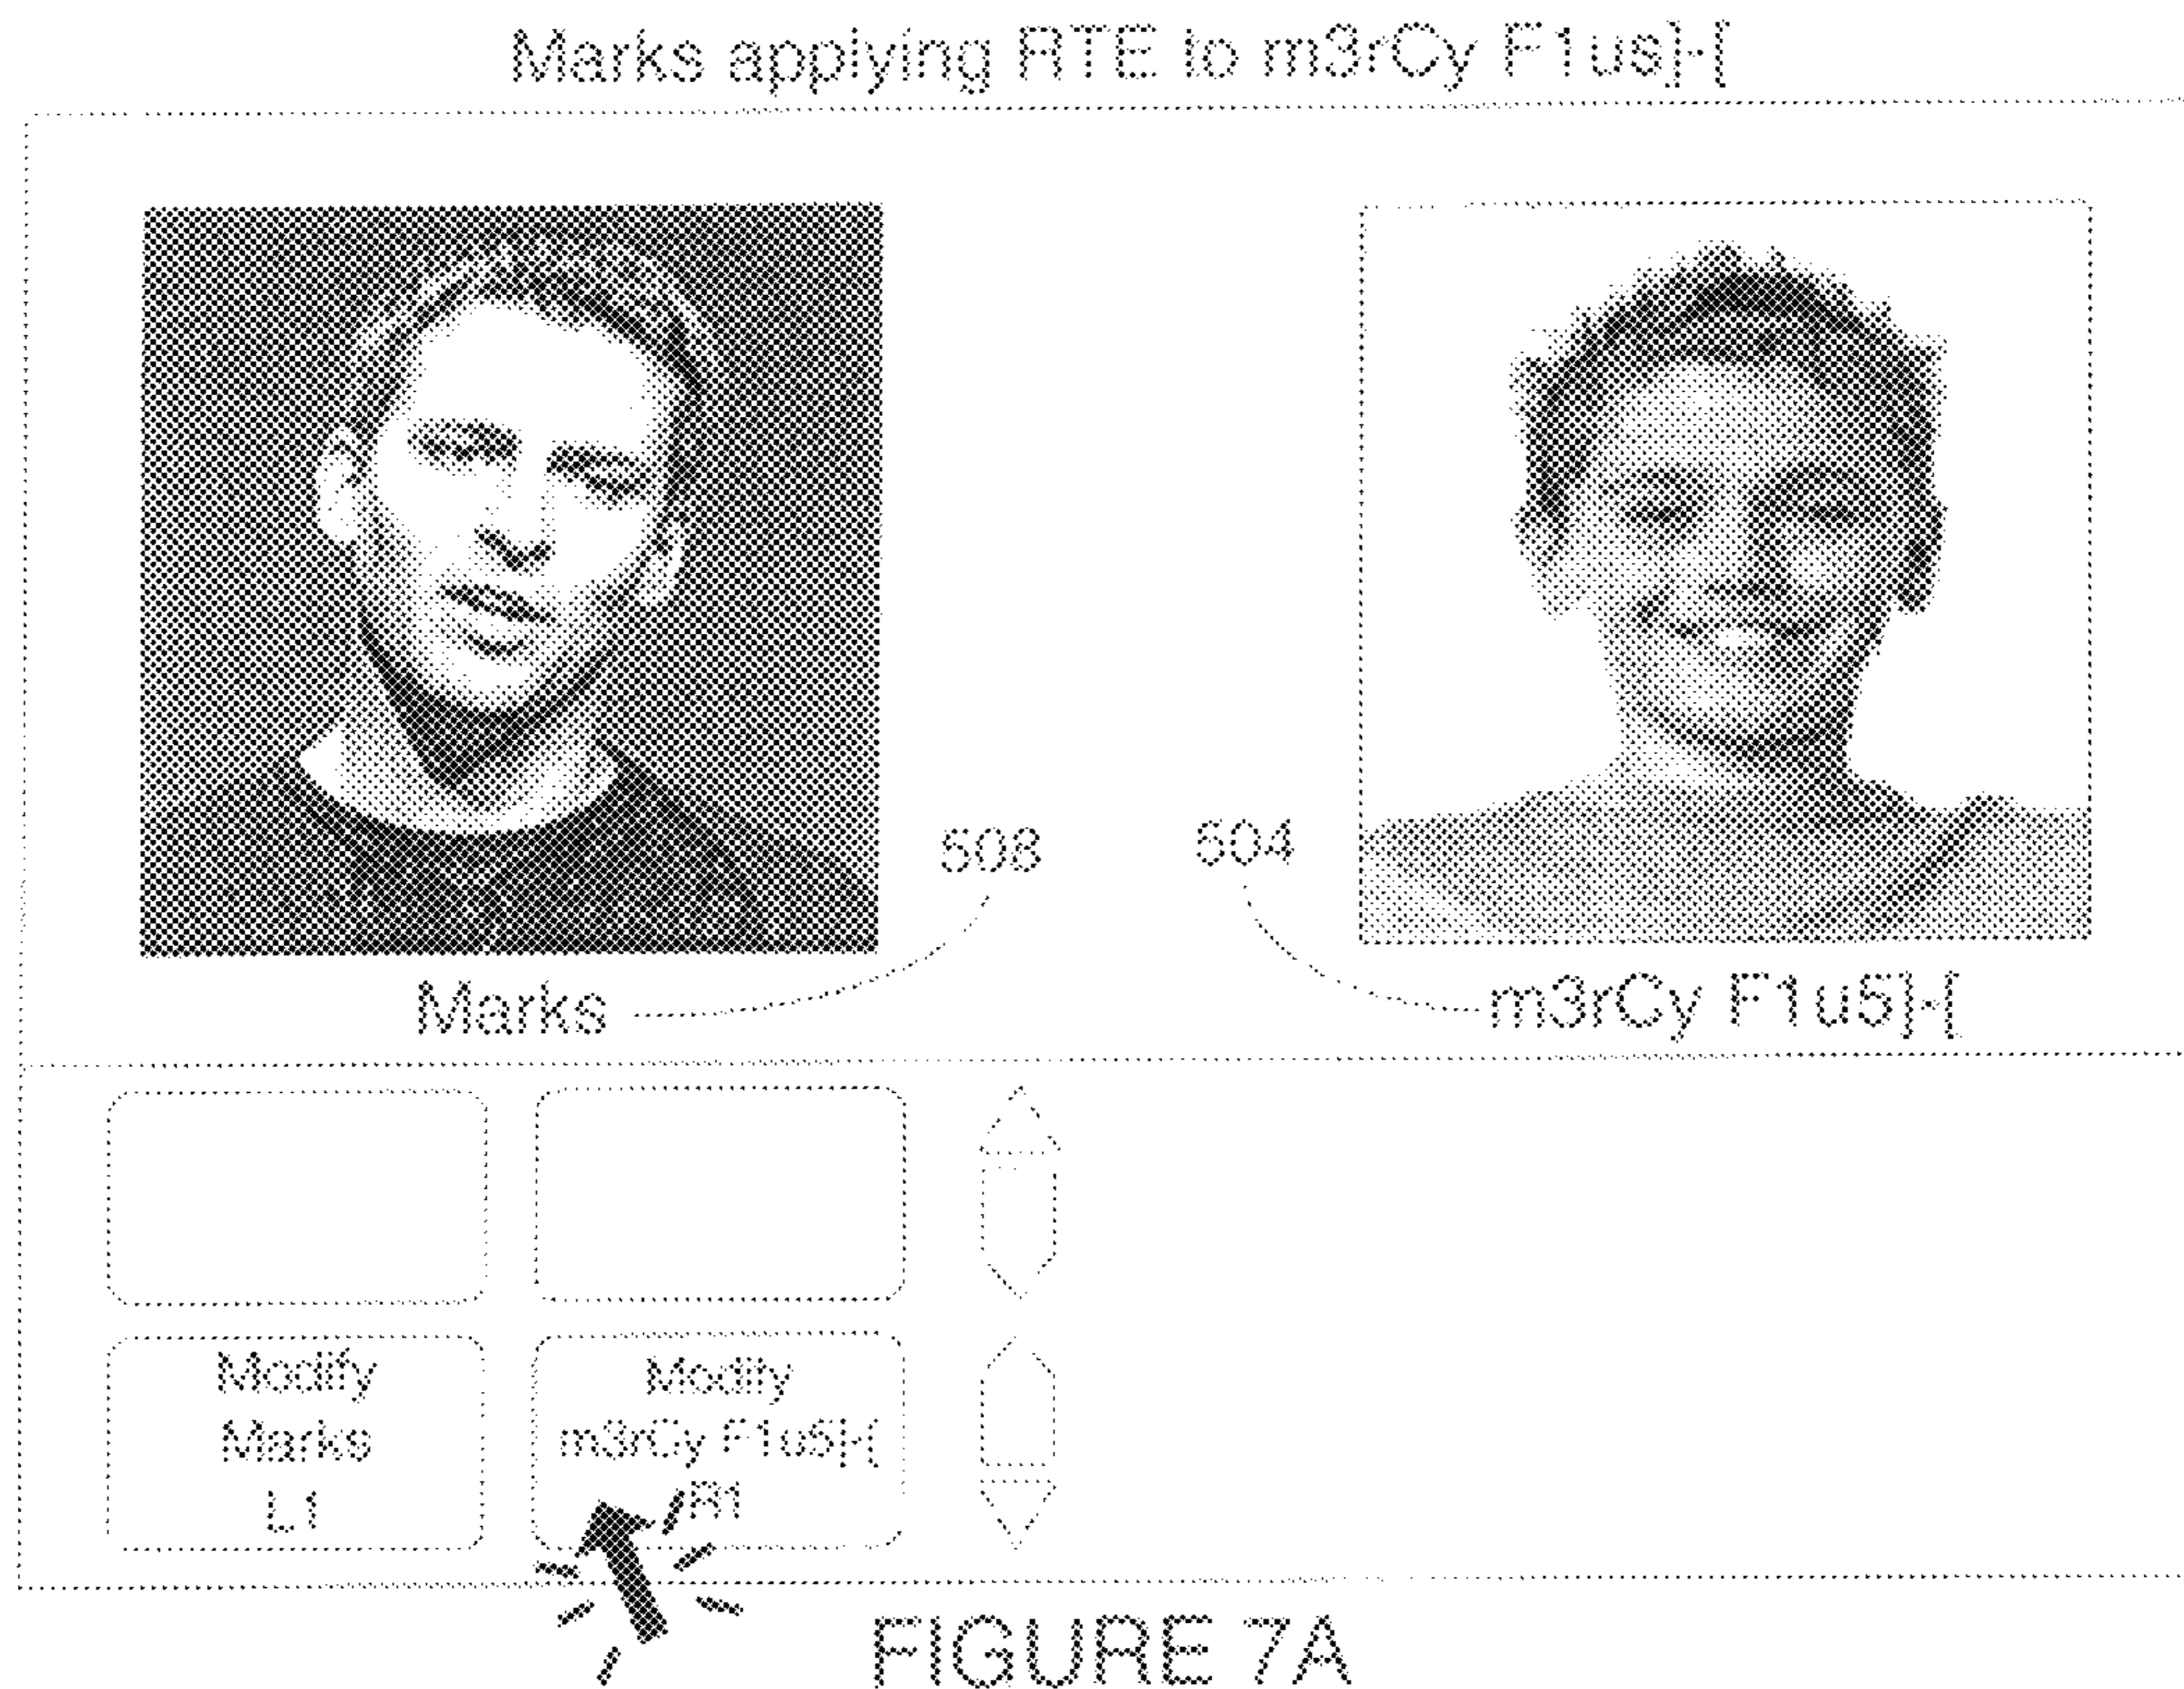 Marks applying RTE to m3rCy F1us]-[
508
504
Marks
m3rCy F1u5]-[
Modify
Marks
L1
Modify
m3rCy F1u5]-[
R1
FIGURE 7A